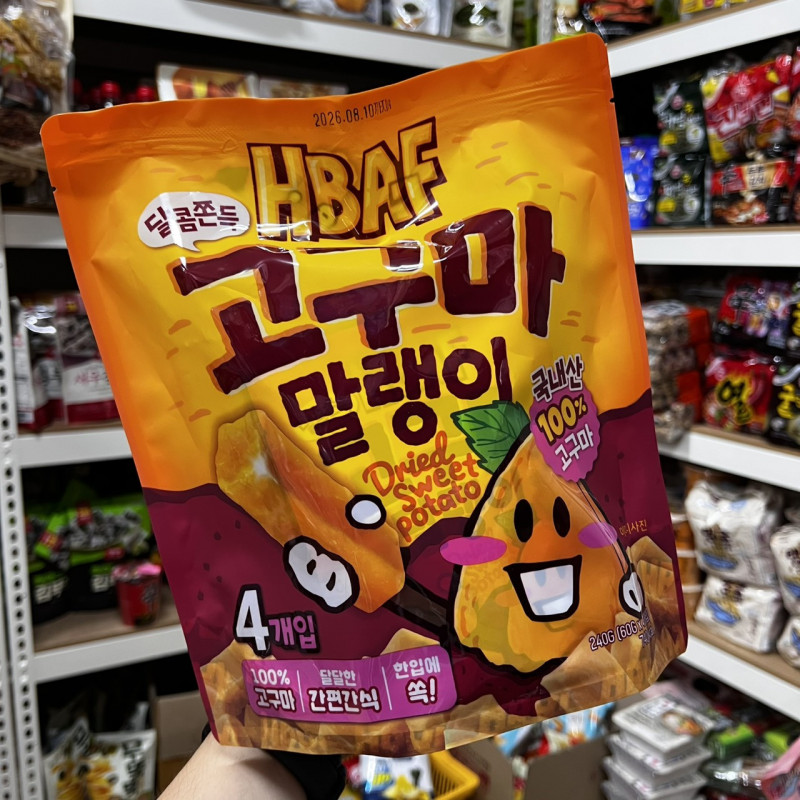 2026.08.10까지
HBAF
달콤쫀득
고구마
말랭이
Dried
Sweet
potato
국내산
100%
고구마
4개입
100%
고구마
달달한
간편간식
한입에
쏙!
240G (60G